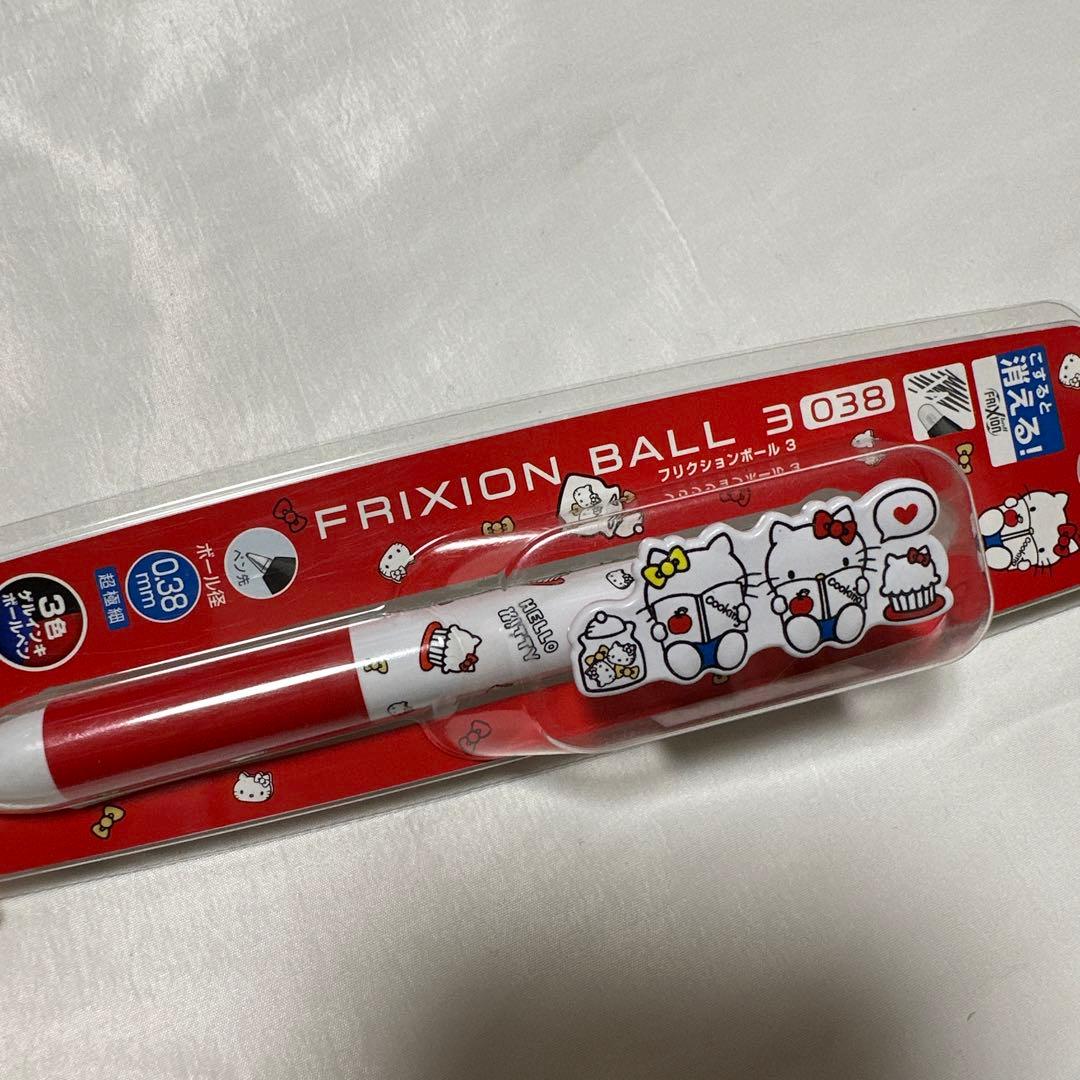 FRIXION BALL 3 038
フリクションボール 3
こすると
消える!
FRIXION
ボール径
0.38
mm
超極細
ペン先
3色
ゲルインキ
ボールペン
HELLO
KITTY